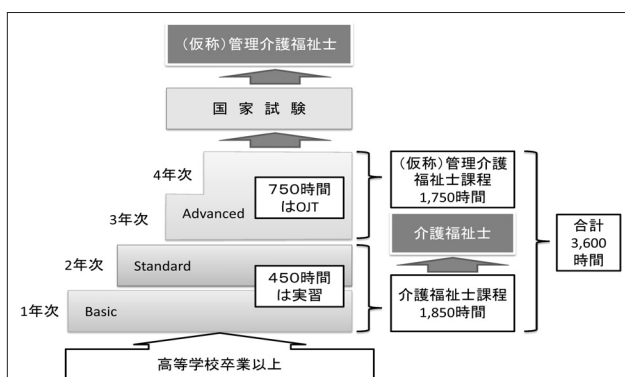 (仮称)管理介護福祉士
国家試験
4年次
3年次
Advanced
750時間
はOJT
(仮称)管理介護
福祉士課程
1,750時間
介護福祉士
合計
3,600
時間
2年次
Standard
450時間
は実習
1年次
Basic
介護福祉士課程
1,850時間
高等学校卒業以上